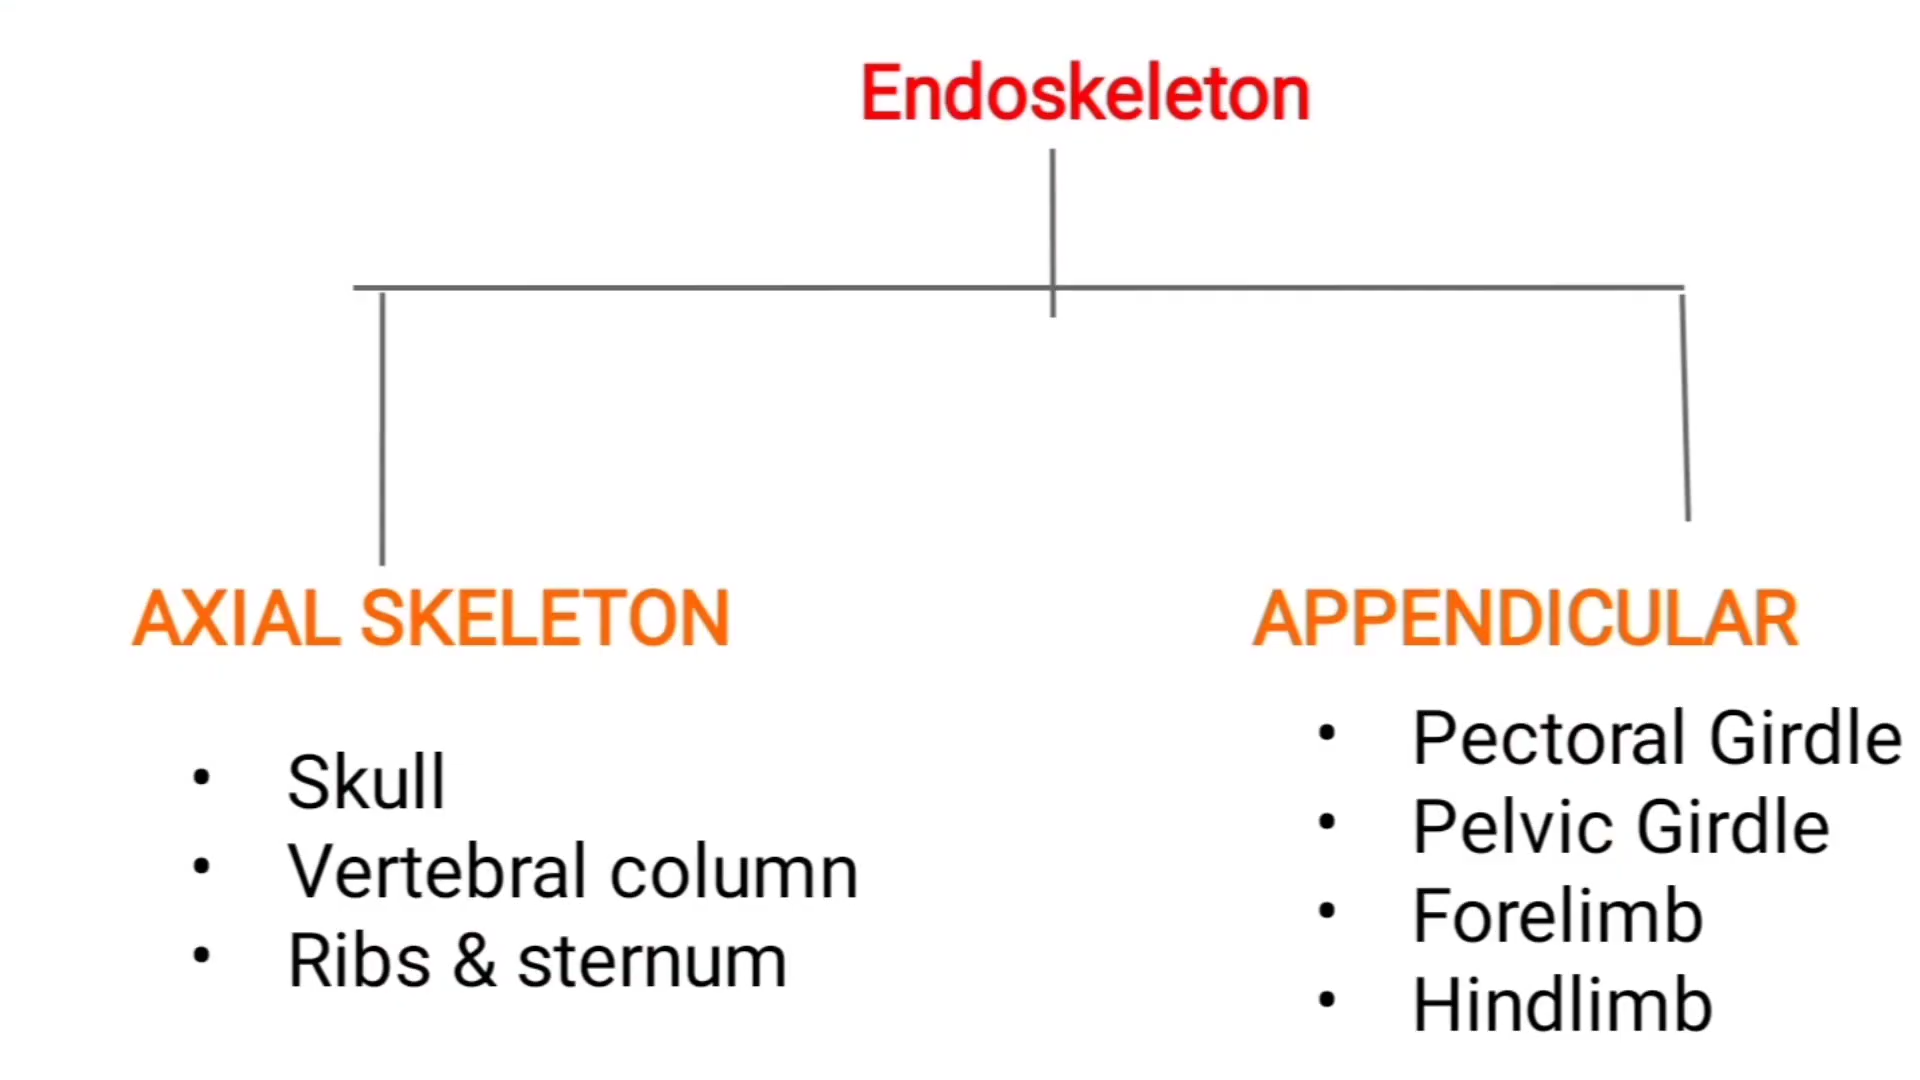 Endoskeleton
AXIAL SKELETON
• Skull
• Vertebral column
• Ribs & sternum
APPENDICULAR
• Pectoral Girdle
• Pelvic Girdle
• Forelimb
• Hindlimb